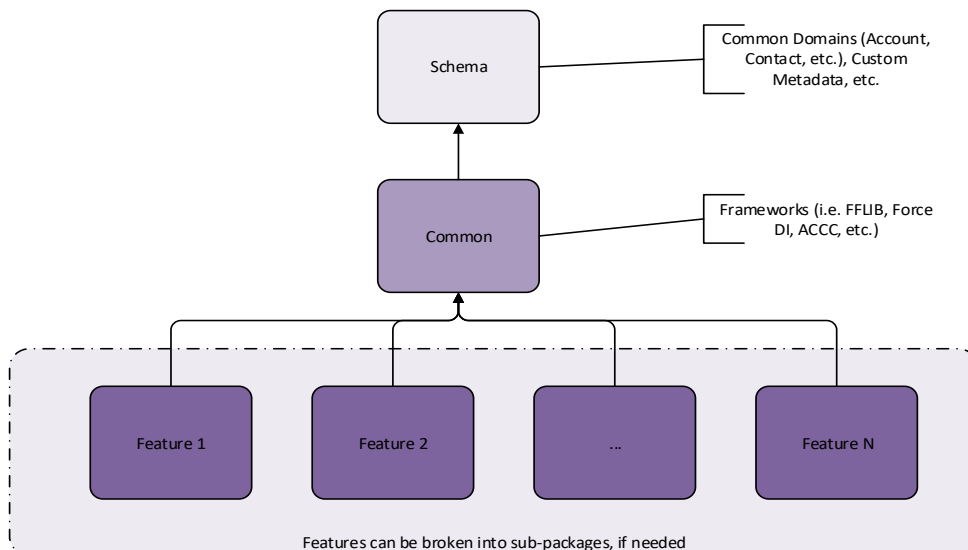 Schema
Common Domains (Account,
Contact, etc.), Custom
Metadata, etc.
Common
Frameworks (i.e. FFLIB, Force
DI, ACCC, etc.)
Feature 1
Feature 2
...
Feature N
Features can be broken into sub-packages, if needed